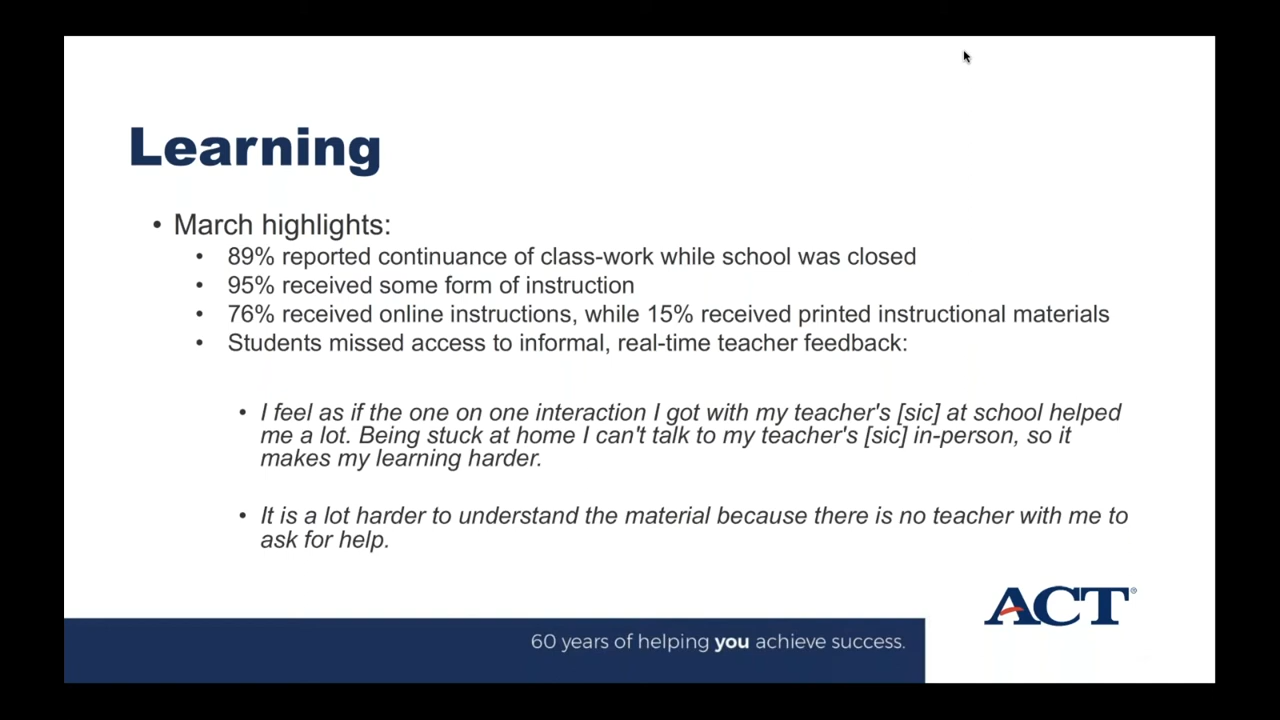 Learning
• March highlights:
• 89% reported continuance of class-work while school was closed
• 95% received some form of instruction
• 76% received online instructions, while 15% received printed instructional materials
• Students missed access to informal, real-time teacher feedback:
• I feel as if the one on one interaction I got with my teacher's [sic] at school helped
me a lot. Being stuck at home I can't talk to my teacher's [sic] in-person, so it
makes my learning harder.
• It is a lot harder to understand the material because there is no teacher with me to
ask for help.
ACT®
60 years of helping you achieve success.